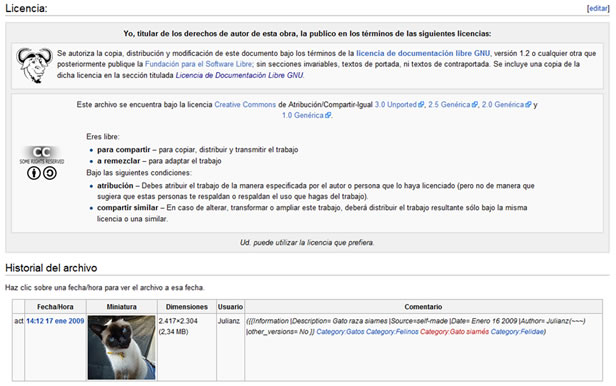 Licencia:
[editar]
Yo, titular de los derechos de autor de esta obra, la publico en los términos de las siguientes licencias:
Se autoriza la copia, distribución y modificación de este documento bajo los términos de la licencia de documentación libre GNU, versión 1.2 o cualquier otra que
posteriormente publique la Fundación para el Software Libre; sin secciones invariables, textos de portada, ni textos de contraportada. Se incluye una copia de la
dicha licencia en la sección titulada Licencia de Documentación Libre GNU.
Este archivo se encuentra bajo la licencia Creative Commons de Atribución/Compartir-Igual 3.0 Unported, 2.5 Genérica, 2.0 Genérica y
1.0 Genérica.
CC
SOME RIGHTS RESERVED
Eres libre:
• para compartir – para copiar, distribuir y transmitir el trabajo
• a remezclar – para adaptar el trabajo
Bajo las siguientes condiciones:
• atribución – Debes atribuir el trabajo de la manera especificada por el autor o persona que lo haya licenciado (pero no de manera que
sugiera que estas personas te respaldan o respaldan el uso que hagas del trabajo).
• compartir similar – En caso de alterar, transformar o ampliar este trabajo, deberá distribuir el trabajo resultante sólo bajo la misma
licencia o una similar.
Ud. puede utilizar la licencia que prefiera.
Historial del archivo
Haz clic sobre una fecha/hora para ver el archivo a esa fecha.
Fecha/Hora Miniatura Dimensiones Usuario Comentario
act 14:12 17 ene 2009 2.417×2.304 Julianz ({{Information |Description= Gato raza siames |Source=self-made |Date= Enero 16 2009 |Author= Julianz(~~~)
(2,34 MB) |other_versions= No }} Category:Gatos Category:Felinos Category:Gato siamés Category:Felidae)